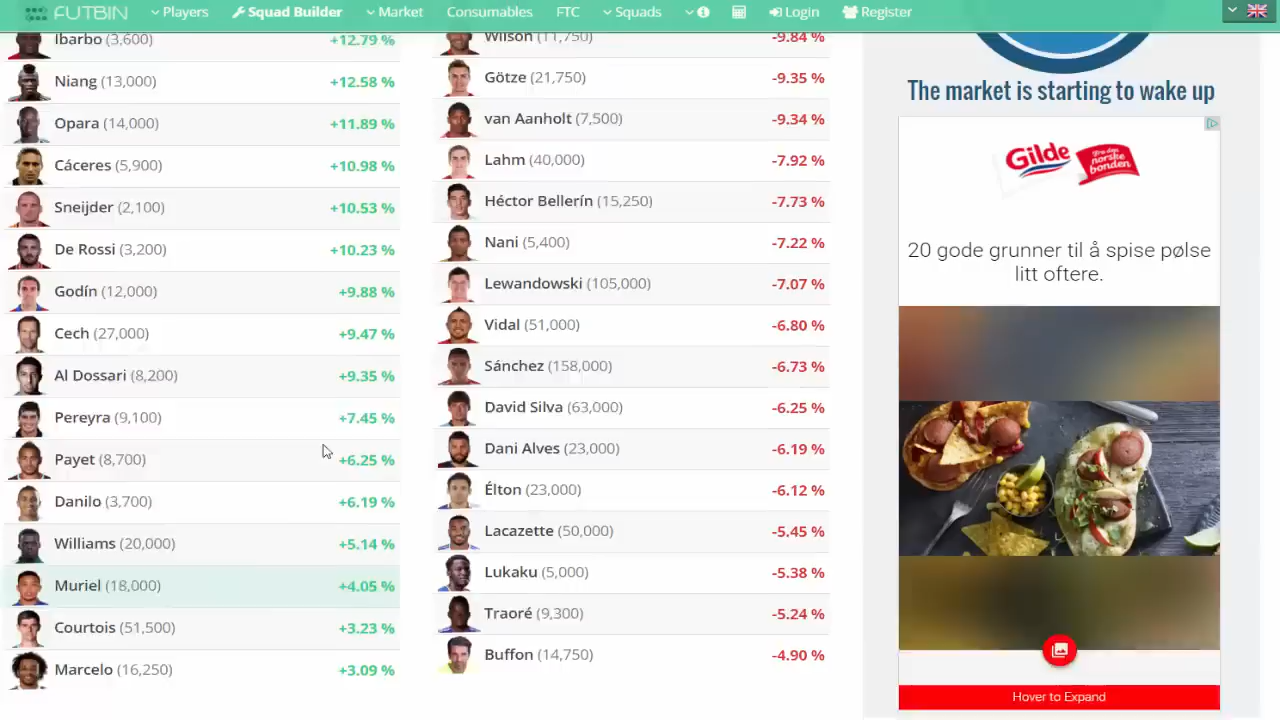 FUTBIN Players Squad Builder Market Consumables FTC Squads Login Register
Ibarbo (3,600) +12.79 %
Niang (13,000) +12.58 %
Opara (14,000) +11.89 %
Cáceres (5,900) +10.98 %
Sneijder (2,100) +10.53 %
De Rossi (3,200) +10.23 %
Godín (12,000) +9.88 %
Cech (27,000) +9.47 %
Al Dossari (8,200) +9.35 %
Pereyra (9,100) +7.45 %
Payet (8,700) +6.25 %
Danilo (3,700) +6.19 %
Willian (20,000) +5.14 %
Muriel (18,000) +4.05 %
Courtois (51,500) +3.23 %
Marcelo (16,250) +3.09 %
Wilson (11,750) -9.84 %
Götze (21,750) -9.35 %
van Aanholt (7,500) -9.34 %
Lahm (40,000) -7.92 %
Héctor Bellerín (15,250) -7.73 %
Nani (5,400) -7.22 %
Lewandowski (105,000) -7.07 %
Vidal (51,000) -6.80 %
Sánchez (158,000) -6.73 %
David Silva (63,000) -6.25 %
Dani Alves (23,000) -6.19 %
Élton (23,000) -6.12 %
Lacazette (50,000) -5.45 %
Lukaku (5,000) -5.38 %
Traoré (9,300) -5.24 %
Buffon (14,750) -4.90 %
The market is starting to wake up
Gilde
Fra den
norske
bonden
20 gode grunner til å spise pølse
litt oftere.
Hover to Expand